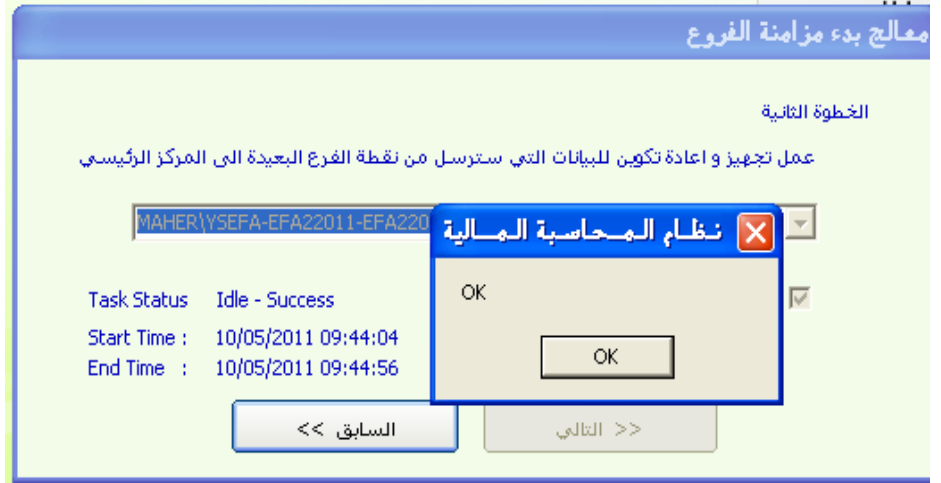 معالج بدء مزامنة الفروع
الخطوة الثانية
عمل تجهيز و اعادة تكوين للبيانات التي سترسل من نقطة الفرع البعيدة الى المركز الرئيسي
MAHER\YSEFA-EFA22011-EFA220
نظام المحاسبة المالية
OK
OK
Task Status Idle - Success
Start Time : 10/05/2011 09:44:04
End Time : 10/05/2011 09:44:56
السابق >>
<< التالي